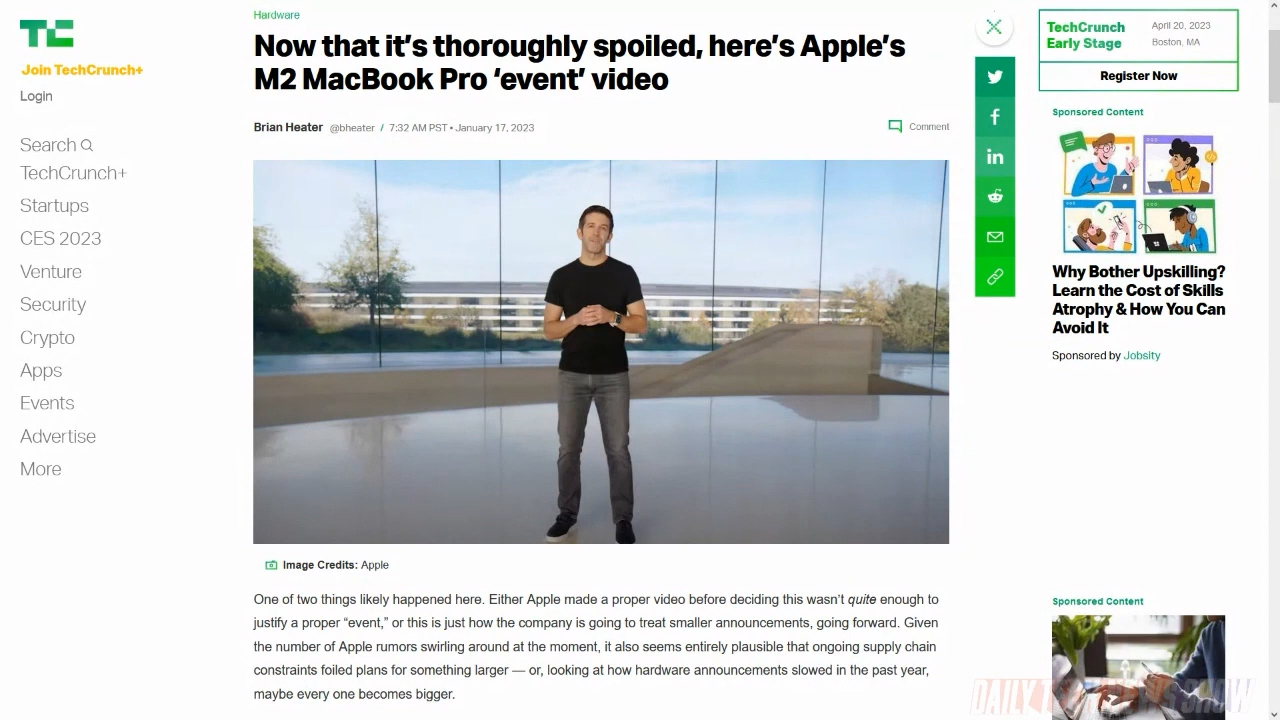 TC
Join TechCrunch+
Login
Search
TechCrunch+
Startups
CES 2023
Venture
Security
Crypto
Apps
Events
Advertise
More
Hardware
Now that it’s thoroughly spoiled, here’s Apple’s
M2 MacBook Pro ‘event’ video
Brian Heater @bheater / 7:32 AM PST • January 17, 2023
Comment
Image Credits: Apple
One of two things likely happened here. Either Apple made a proper video before deciding this wasn’t quite enough to
justify a proper “event,” or this is just how the company is going to treat smaller announcements, going forward. Given
the number of Apple rumors swirling around at the moment, it also seems entirely plausible that ongoing supply chain
constraints foiled plans for something larger — or, looking at how hardware announcements slowed in the past year,
maybe every one becomes bigger.
TechCrunch
Early Stage
April 20, 2023
Boston, MA
Register Now
Sponsored Content
Why Bother Upskilling?
Learn the Cost of Skills
Atrophy & How You Can
Avoid It
Sponsored by Jobsity
Sponsored Content
DAILY TECH NEWS SHOW